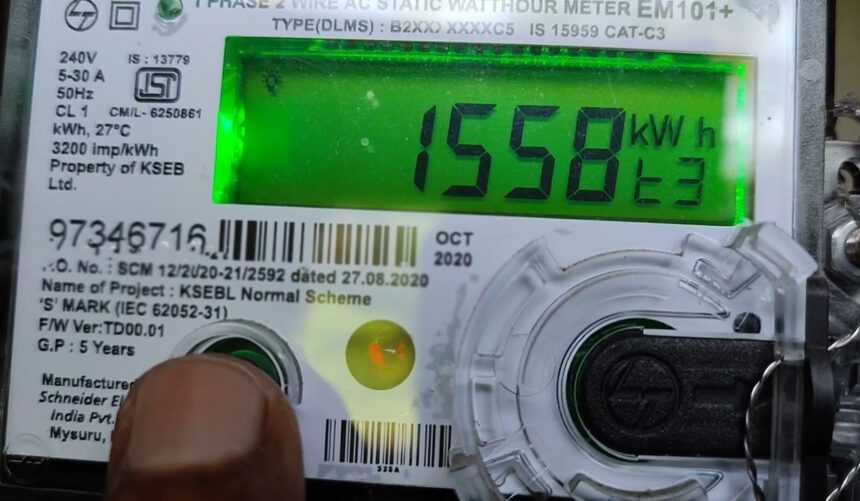 1 PHASE 2 WIRE AC STATIC WATTHOUR METER EM101+
TYPE(DLMS) : B2XXX XXXXC5 IS 15959 CAT-C3
240V
IS : 13779
5-30 A
50Hz
CL 1
CM/L- 6250861
kWh, 27°C
3200 imp/kWh
Property of KSEB
Ltd.
1558 kWh
t3
97346716
OCT
2020
P.O. No. : SCM 12/2020-21/2592 dated 27.08.2020
Name of Project : KSEBL Normal Scheme
'S' MARK (IEC 62052-31)
F/W Ver:TD00.01
G.P : 5 Years
Manufacture
Schneider El
India Pvt.
Mysuru,